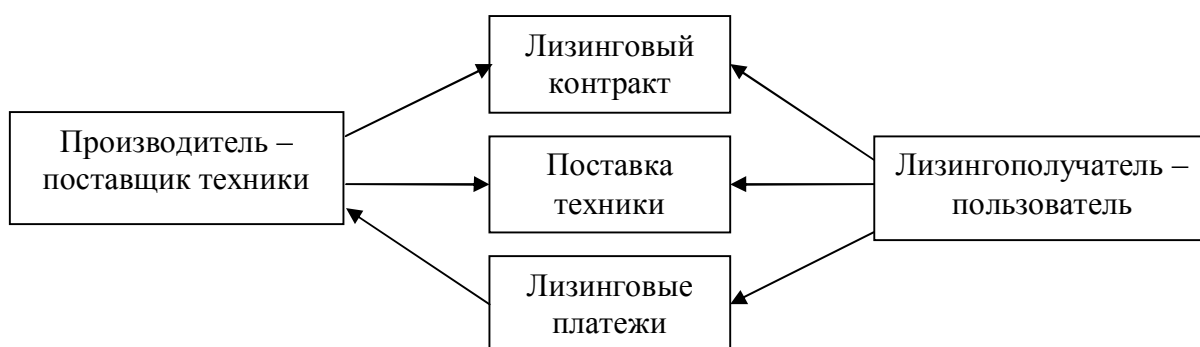 Лизинговый
контракт
Производитель –
поставщик техники
Поставка
техники
Лизингополучатель –
пользователь
Лизинговые
платежи